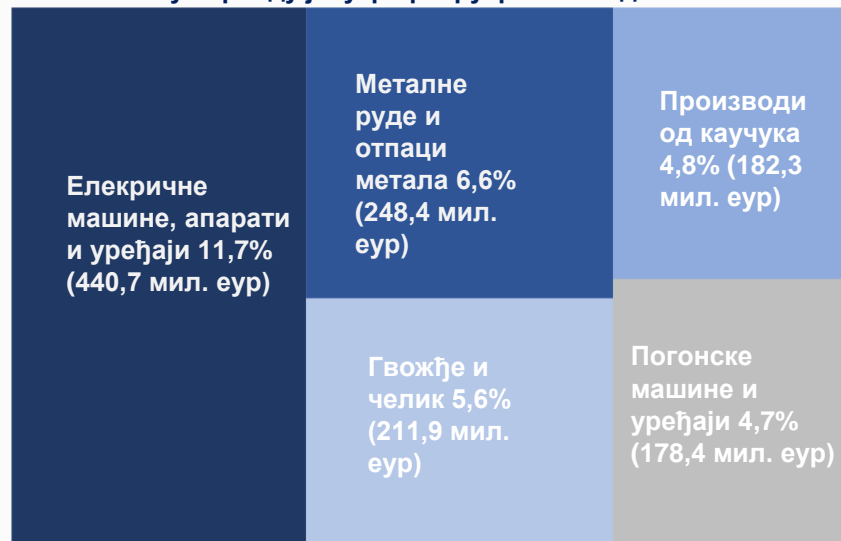 Елекричне
машине, апарати
и уређаји 11,7%
(440,7 мил. еур)
Металне
руде и
отпаци
метала 6,6%
(248,4 мил.
еур)
Гвожђе и
челик 5,6%
(211,9 мил.
еур)
Производи
од каучука
4,8% (182,3
мил. еур)
Погонске
машине и
уређаји 4,7%
(178,4 мил. еур)